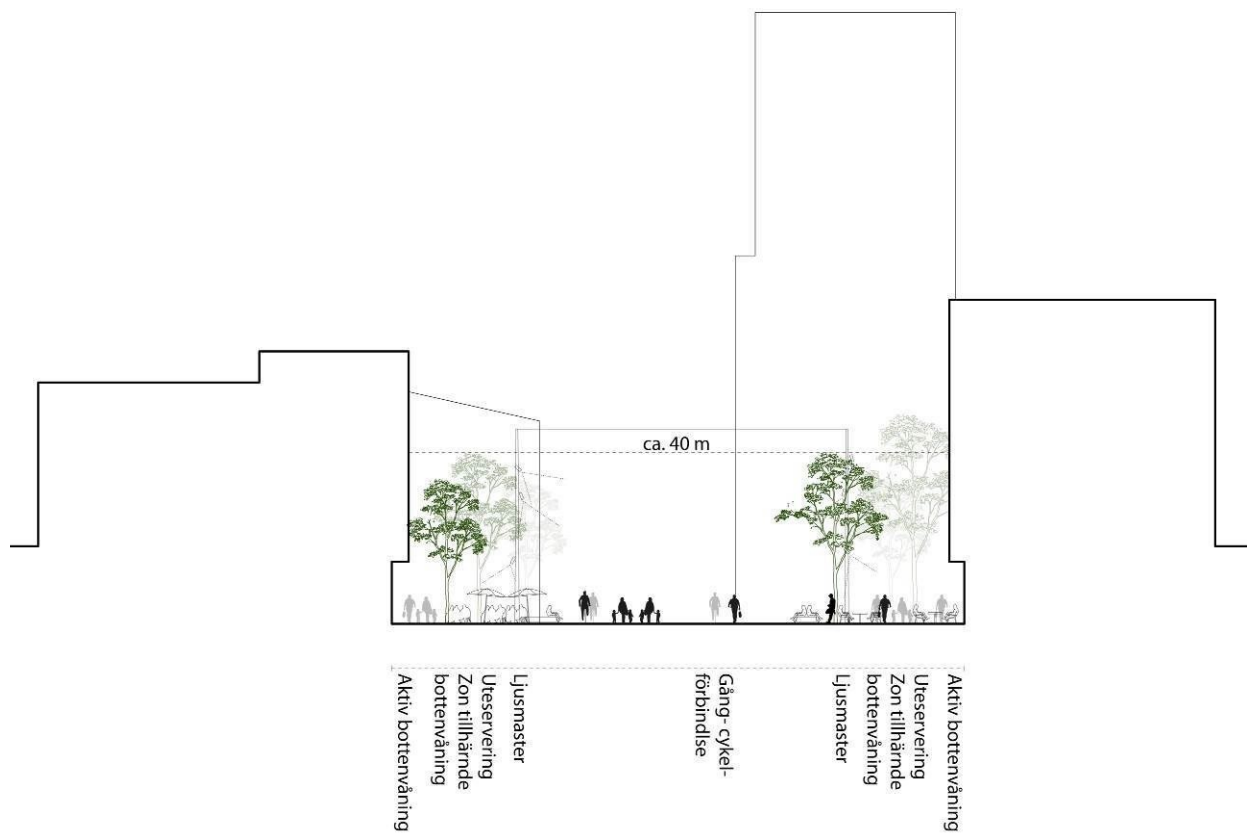 ca. 40 m
Aktiv bottenvåning
Uteservering
Zon tillhärnde
bottenvåning
Ljusmaster
Gång- cykel-
förbindlse
Ljusmaster
Uteservering
Zon tillhärnde
bottenvåning
Aktiv bottenvåning